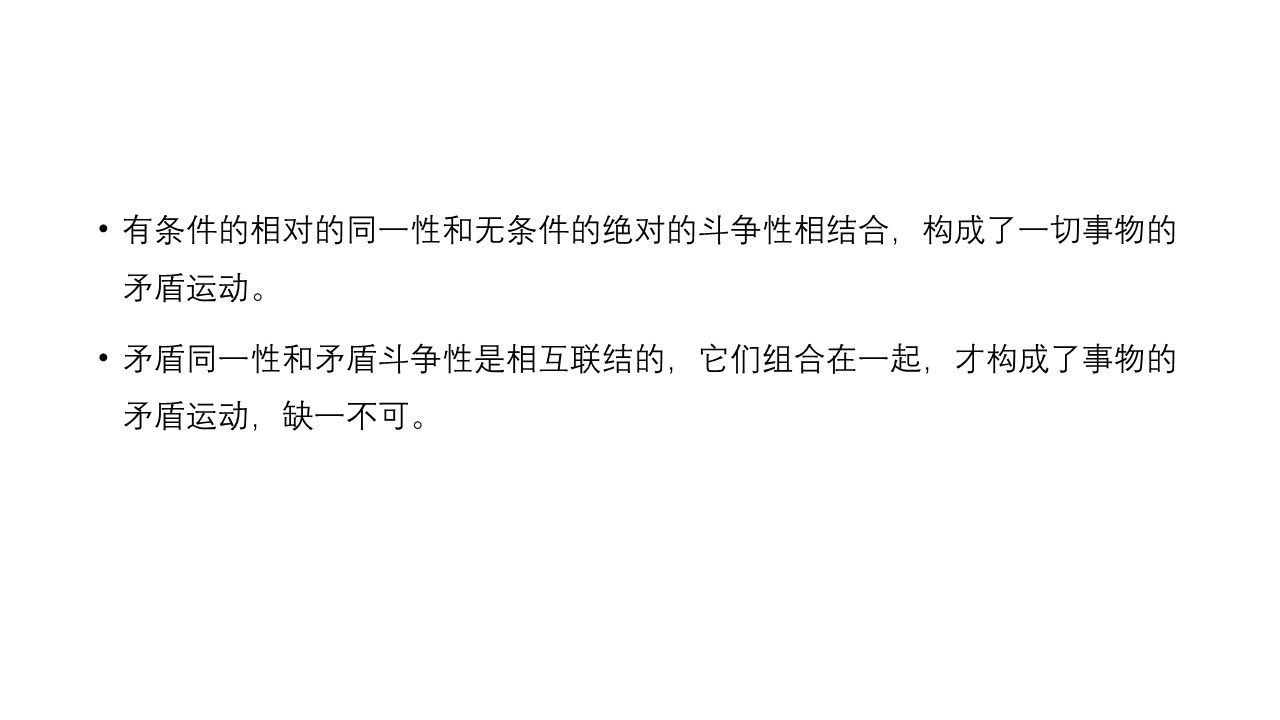 • 有条件的相对的同一性和无条件的绝对的斗争性相结合，构成了一切事物的
矛盾运动。
• 矛盾同一性和矛盾斗争性是相互联结的，它们组合在一起，才构成了事物的
矛盾运动，缺一不可。